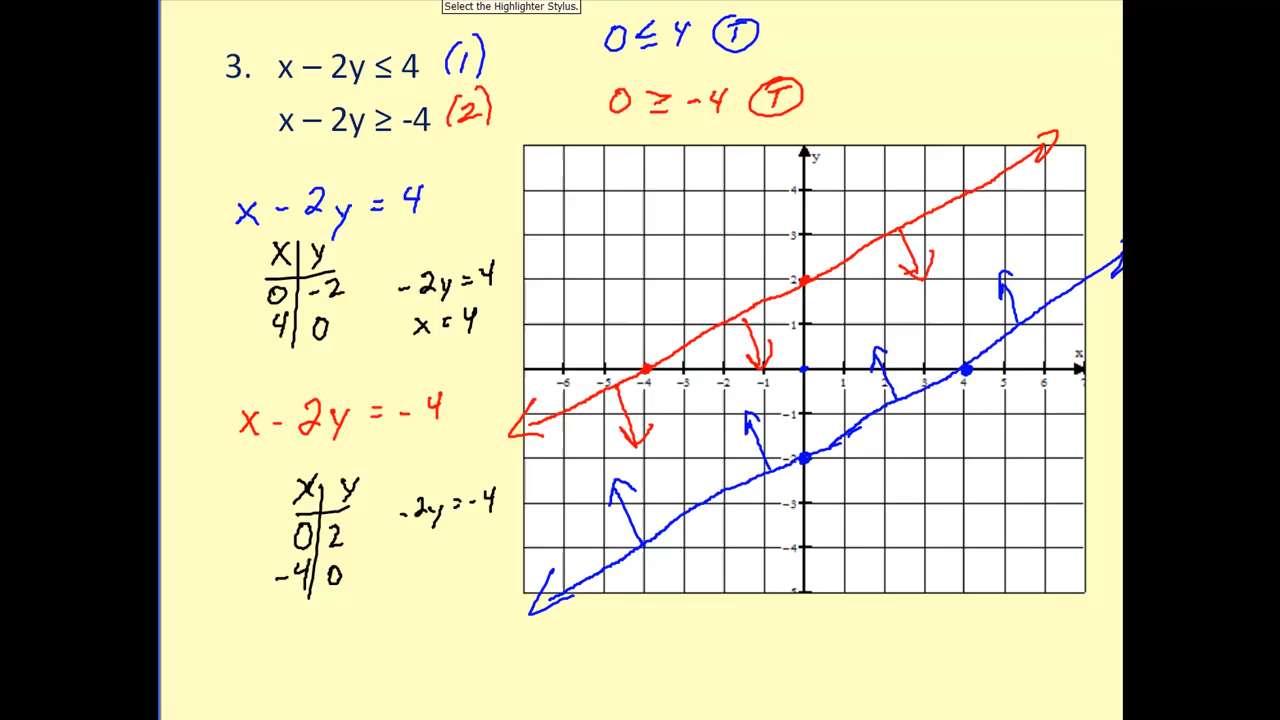 Select the Highlighter Stylus.
3. x – 2y ≤ 4 (1)
x – 2y ≥ -4 (2)
0 ≤ 4 T
0 ≥ -4 T
x - 2y = 4
x y
0 -2
4 0
-2y = 4
x = 4
x - 2y = -4
x y
0 2
-4 0
-2y = -4
y
4
3
2
1
x
-6 -5 -4 -3 -2 -1 1 2 3 4 5 6 7
-1
-2
-3
-4
5